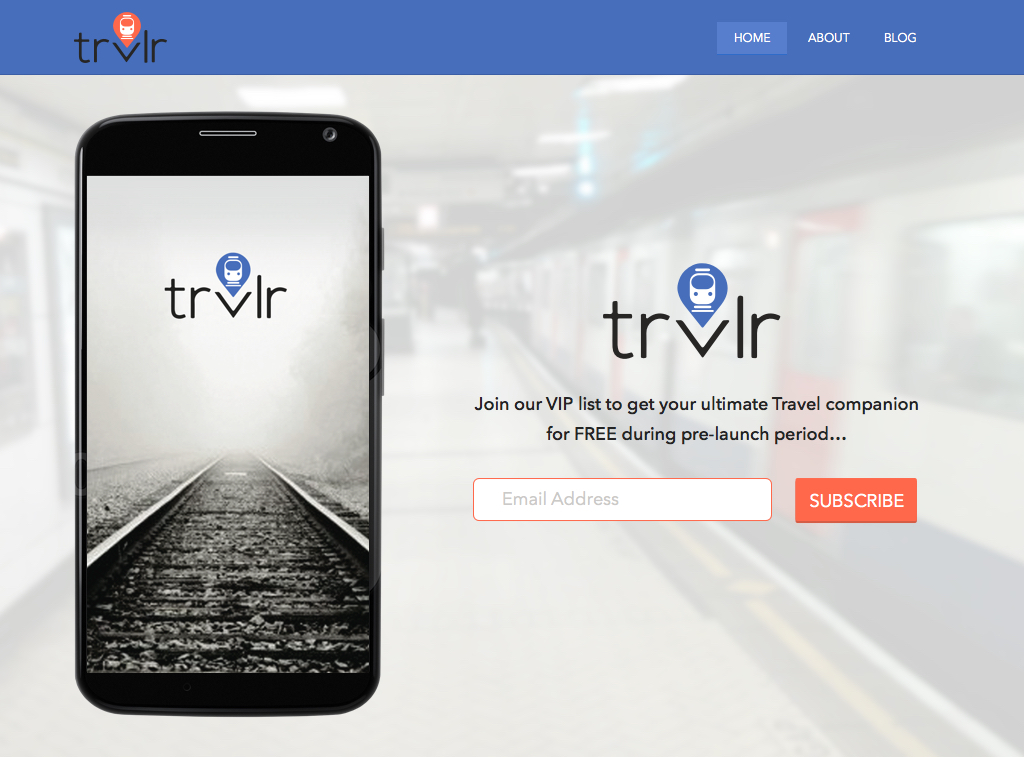 trvlr
HOME ABOUT BLOG
trvlr
trvlr
Join our VIP list to get your ultimate Travel companion
for FREE during pre-launch period...
Email Address
SUBSCRIBE